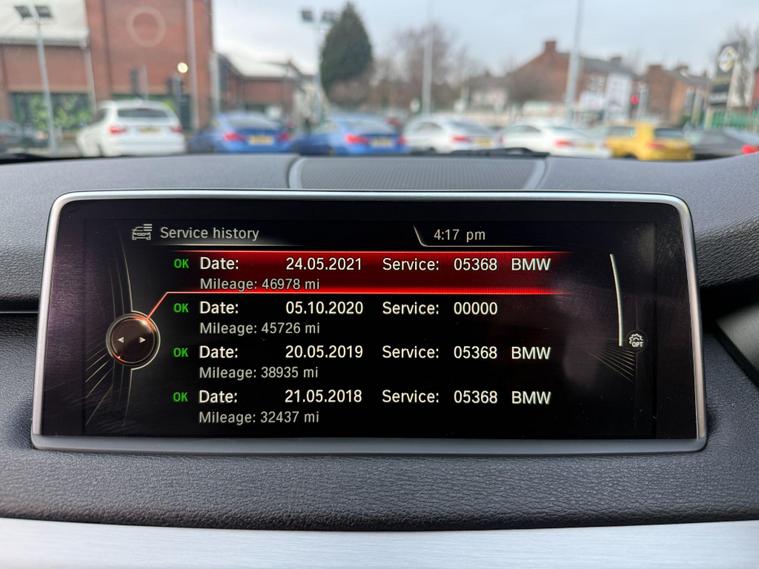 Service history 4:17 pm
OK Date: 24.05.2021 Service: 05368 BMW
Mileage: 46978 mi
OK Date: 05.10.2020 Service: 00000
Mileage: 45726 mi
OK Date: 20.05.2019 Service: 05368 BMW
Mileage: 38935 mi
OK Date: 21.05.2018 Service: 05368 BMW
Mileage: 32437 mi
OPT